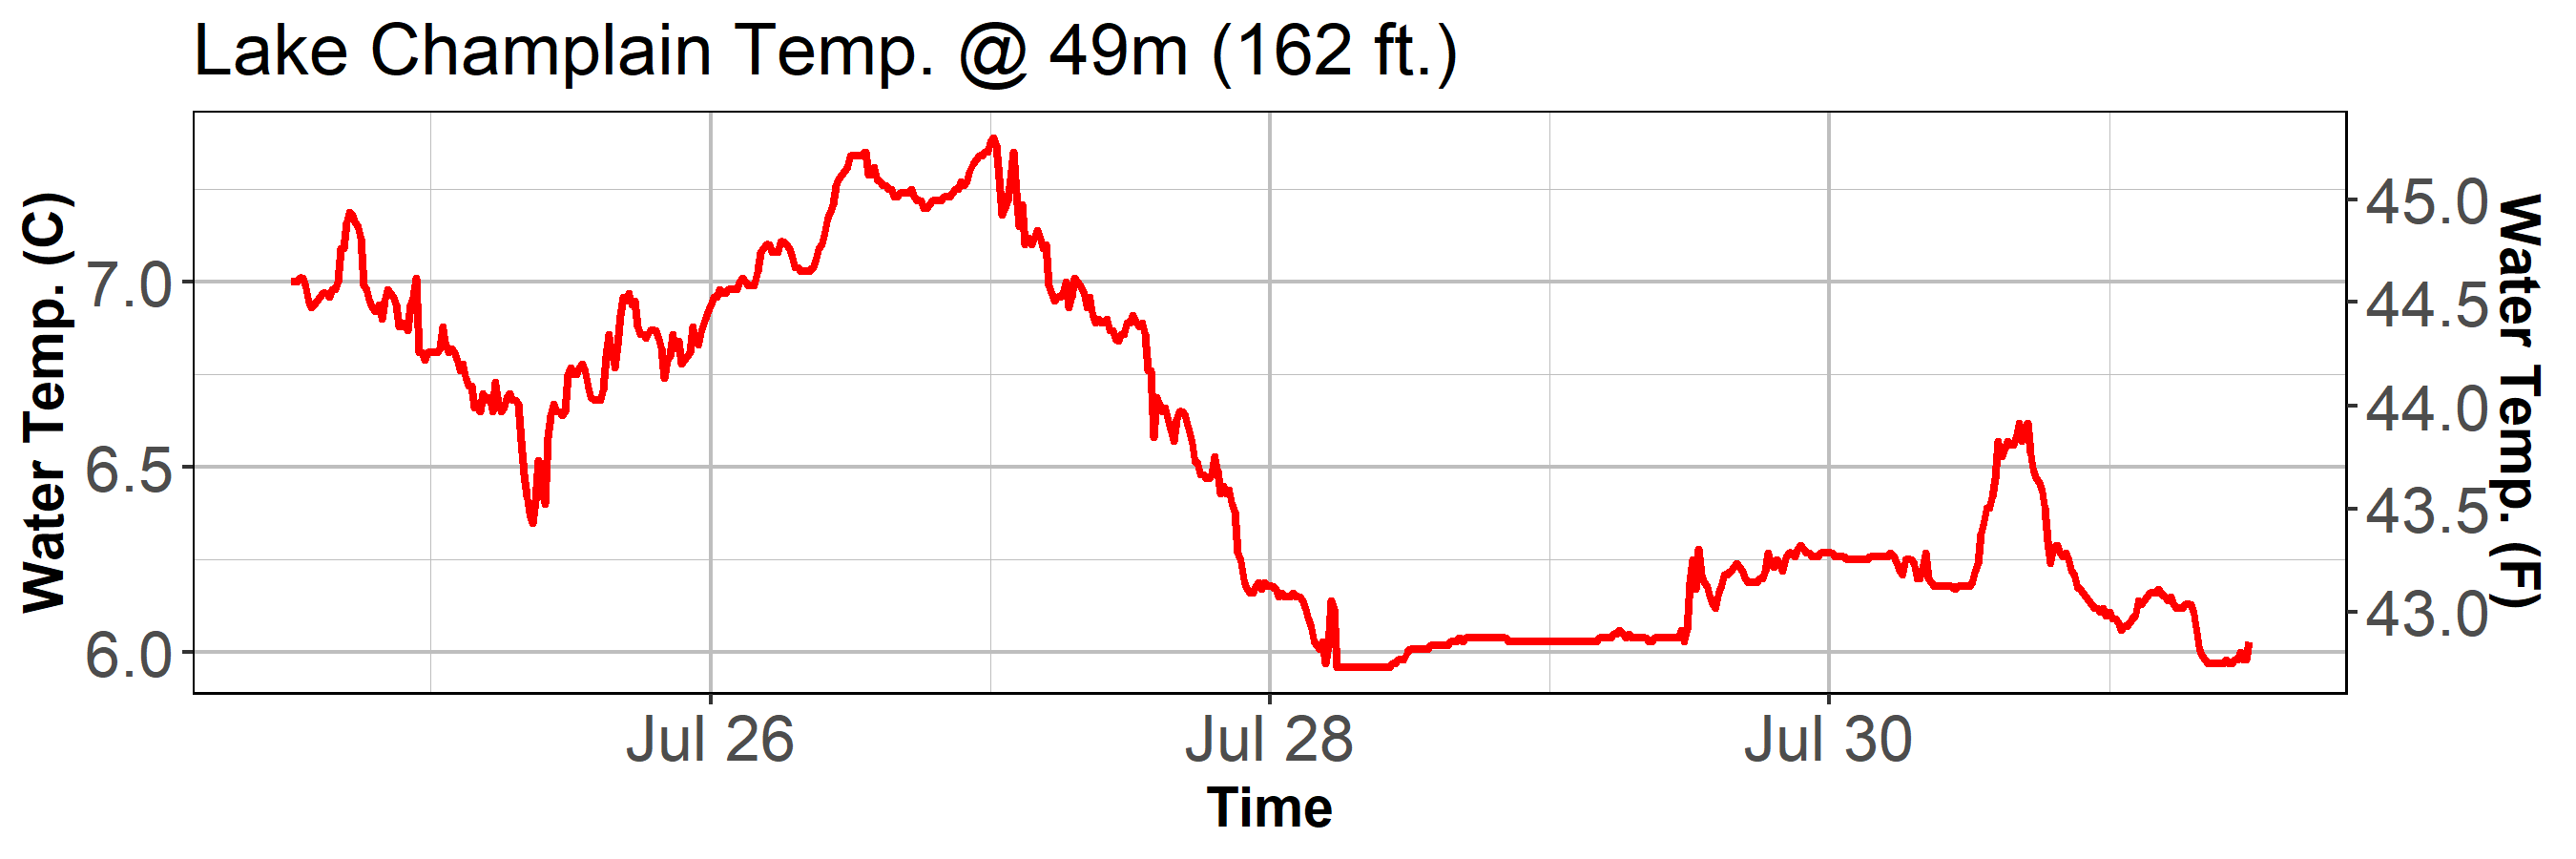 Lake Champlain Temp. @ 49m (162 ft.)
Water Temp. (C)
7.0
6.5
6.0
45.0
44.5
44.0
43.5
43.0
Water Temp. (F)
Jul 26
Jul 28
Jul 30
Time